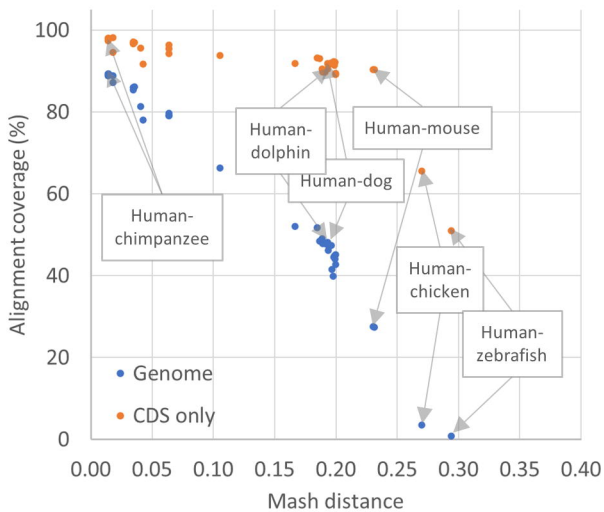 100
80
60
40
20
0
Alignment coverage (%)
Human-
dolphin
Human-mouse
Human-dog
Human-
chimpanzee
Human-
chicken
Human-
zebrafish
Genome
CDS only
0.00 0.05 0.10 0.15 0.20 0.25 0.30 0.35 0.40
Mash distance